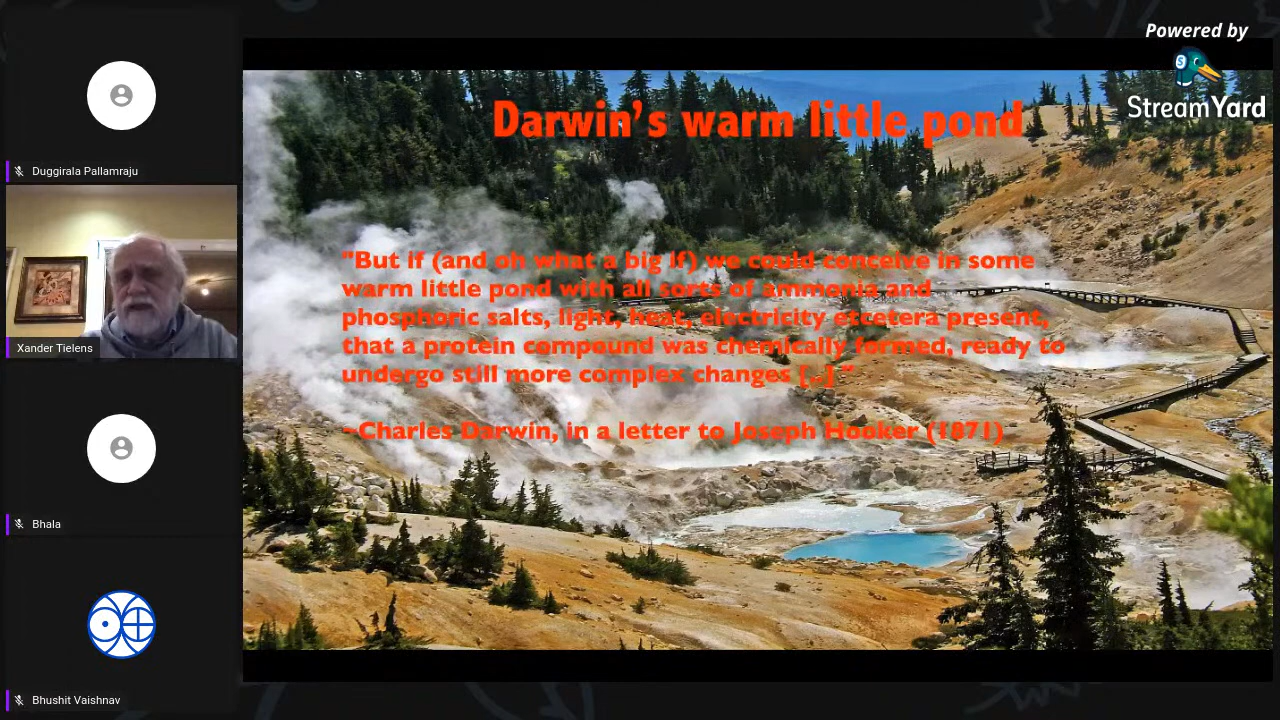 Powered by
StreamYard
Duggirala Pallamraju
Xander Tielens
Bhala
Bhushit Vaishnav
Darwin's warm little pond
"But if (and oh what a big if) we could conceive in some
warm little pond with all sorts of ammonia and
phosphoric salts, light, heat, electricity etcetera present,
that a protein compound was chemically formed, ready to
undergo still more complex changes [..] "
~Charles Darwin, in a letter to Joseph Hooker (1871)